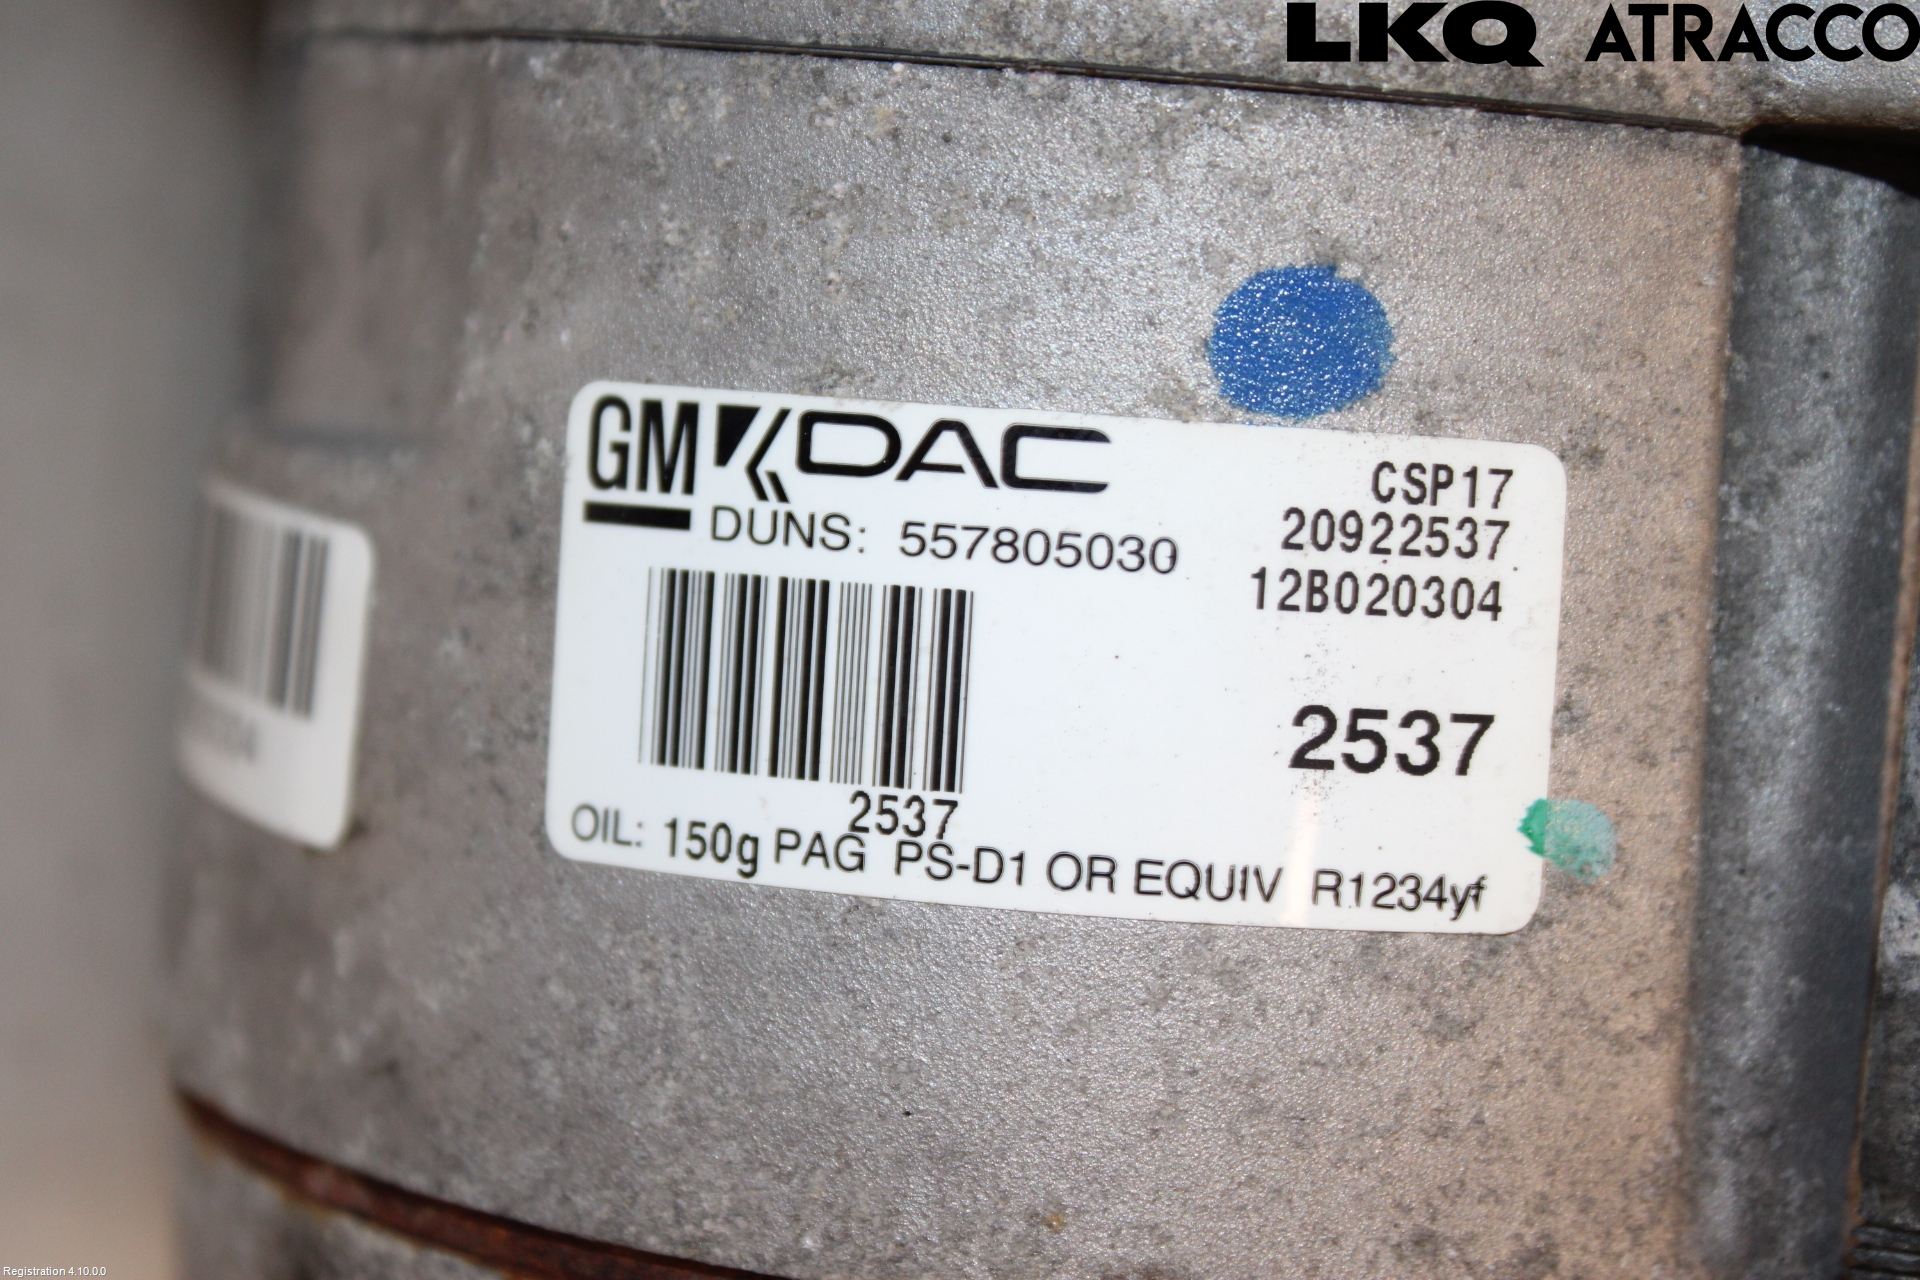 LKQ ATRACCO
GM DAC
DUNS: 557805030
CSP17
20922537
12B020304
2537
2537
OIL: 150g PAG PS-D1 OR EQUIV R1234yf
Registration 4.10.0.0